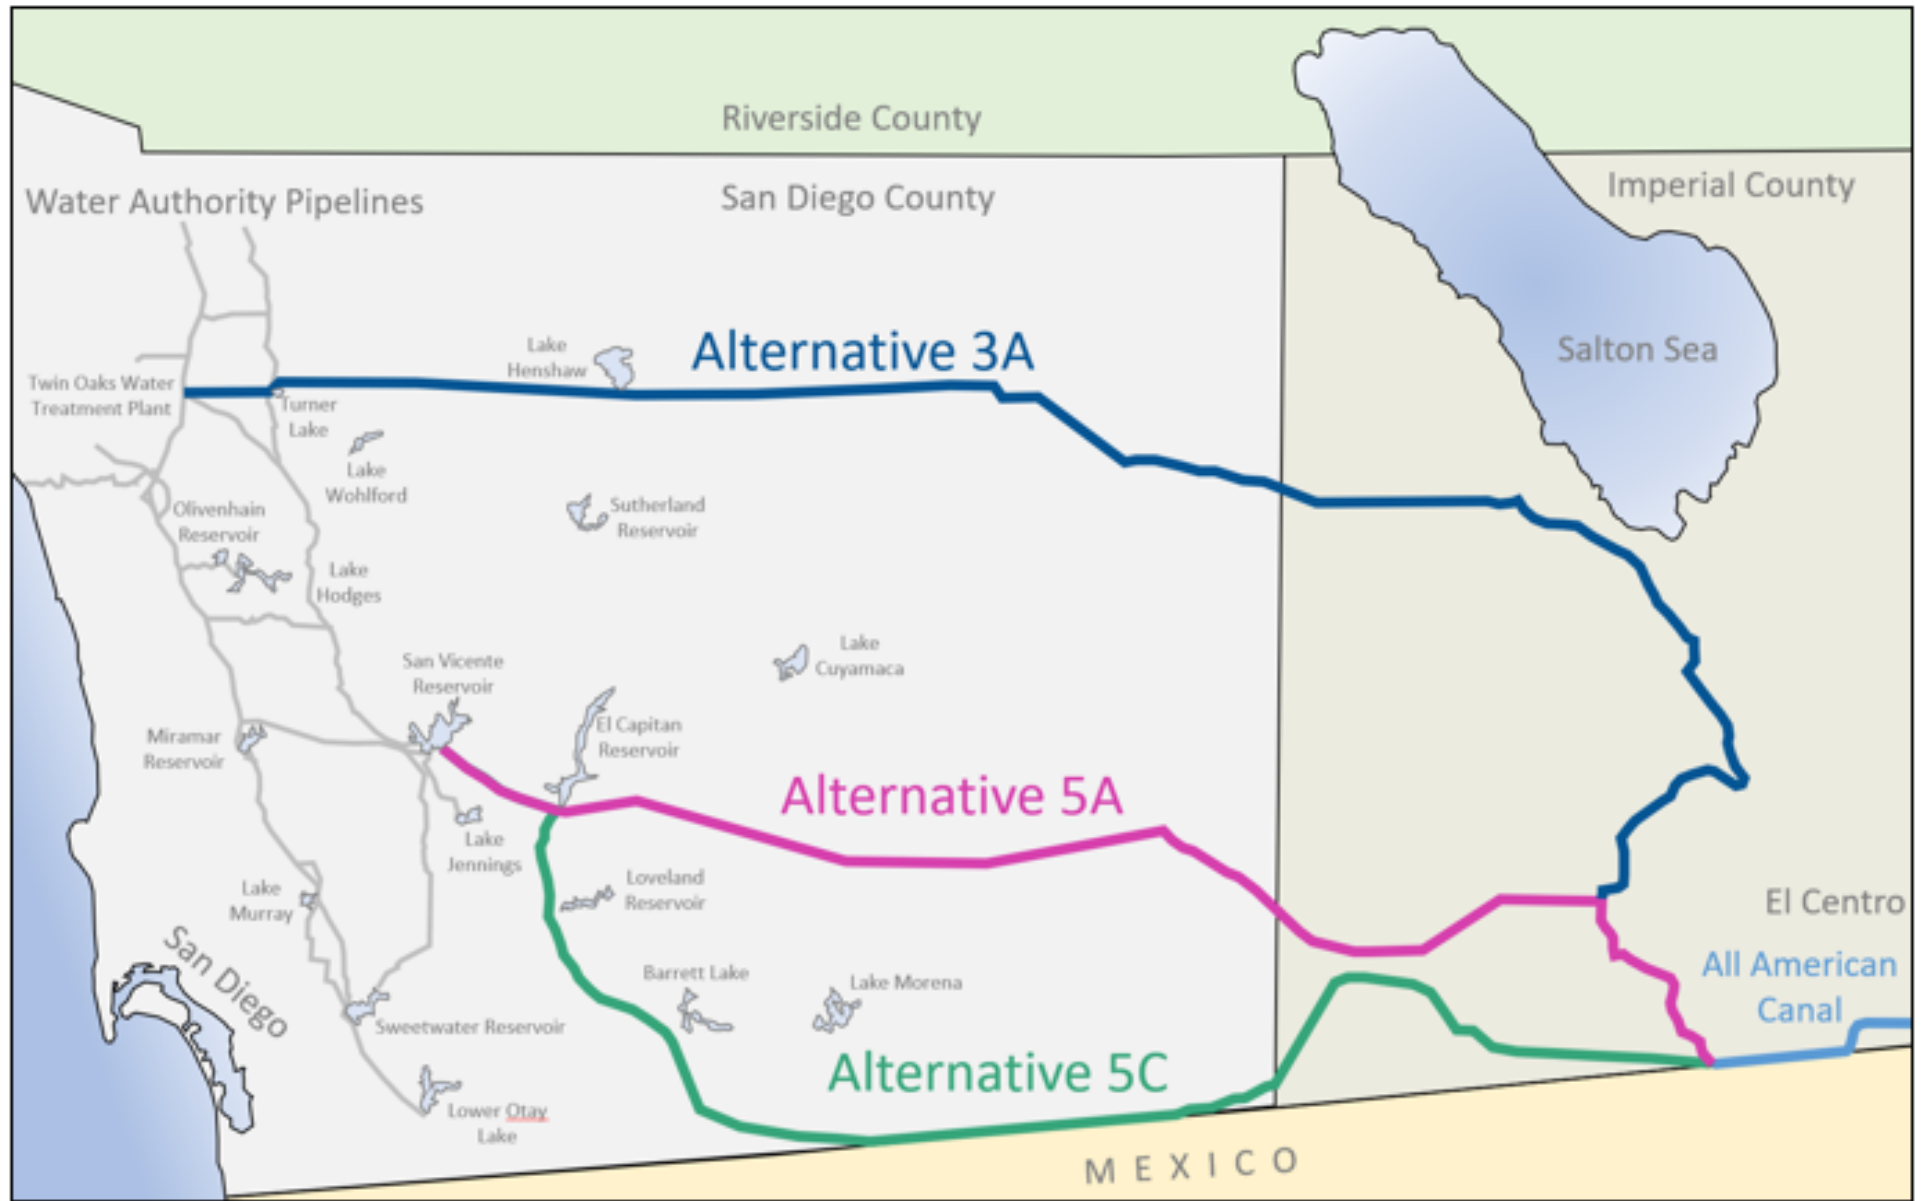 Riverside County
San Diego County
Imperial County
Water Authority Pipelines
Salton Sea
Lake
Henshaw
Alternative 3A
Twin Oaks Water
Treatment Plant
Turner
Lake
Lake
Wohlford
Olivenhain
Reservoir
Sutherland
Reservoir
Lake
Hodges
Lake
Cuyamaca
San Vicente
Reservoir
El Capitan
Reservoir
Miramar
Reservoir
Alternative 5A
Lake
Jennings
Loveland
Reservoir
Lake
Murray
El Centro
San Diego
Barrett Lake
Lake Morena
All American
Canal
Sweetwater Reservoir
Alternative 5C
Lower Otay
Lake
MEXICO